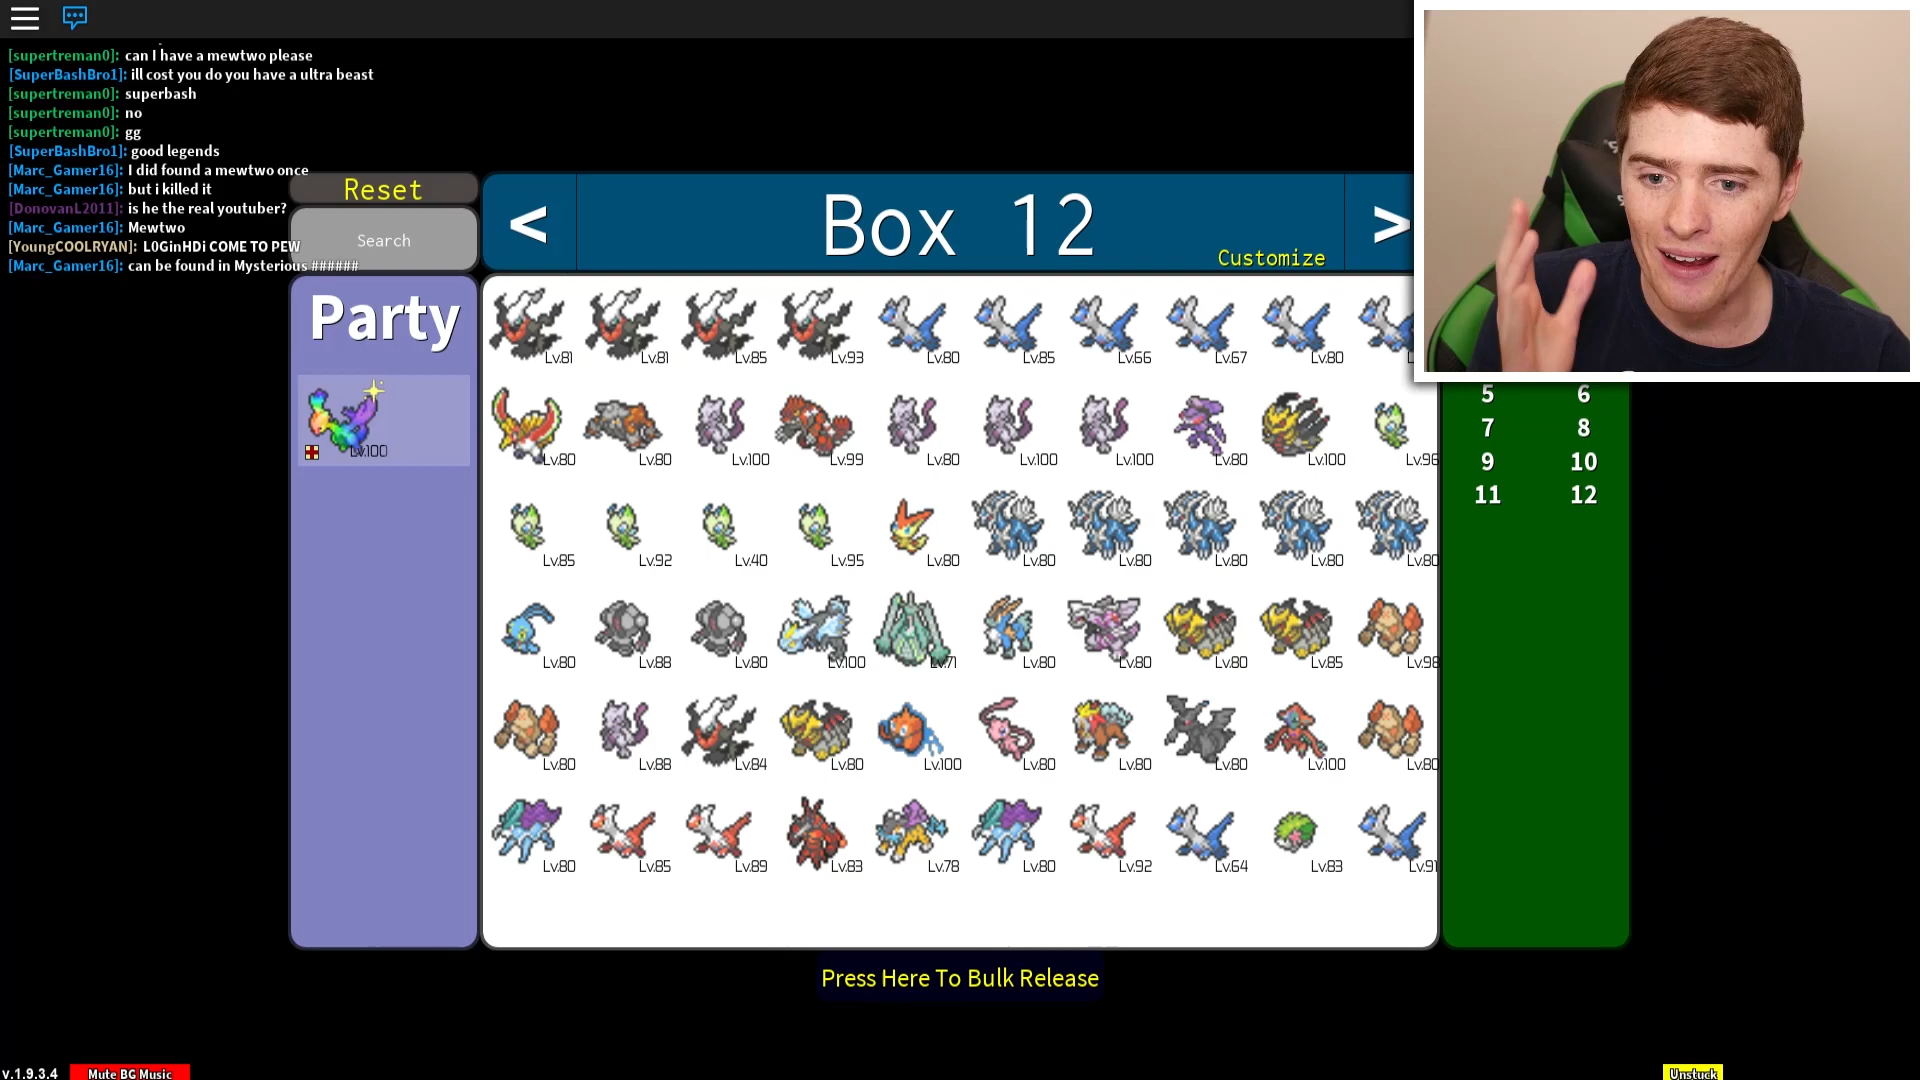 [supertreman0]: can I have a mewtwo please
[SuperBashBro1]: ill cost you do you have a ultra beast
[supertreman0]: superbash
[supertreman0]: no
[supertreman0]: gg
[SuperBashBro1]: good legends
[Marc_Gamer16]: I did found a mewtwo once
[Marc_Gamer16]: but i killed it
[DonovanL2011]: is he the real youtuber?
[Marc_Gamer16]: Mewtwo
[YoungCOOLRYAN]: L0GinHDi COME TO PEW
[Marc_Gamer16]: can be found in Mysterious ######
Reset
Search
< Box 12 >
Customize
Party
Lv.100
Lv.81 Lv.81 Lv.85 Lv.93 Lv.80 Lv.85 Lv.66 Lv.67 Lv.80
Lv.80 Lv.80 Lv.100 Lv.99 Lv.80 Lv.100 Lv.100 Lv.80 Lv.100 Lv.96
Lv.85 Lv.92 Lv.40 Lv.95 Lv.80 Lv.80 Lv.80 Lv.80 Lv.80 Lv.80
Lv.80 Lv.88 Lv.80 Lv.100 Lv.71 Lv.80 Lv.80 Lv.80 Lv.85 Lv.98
Lv.80 Lv.88 Lv.84 Lv.80 Lv.100 Lv.80 Lv.80 Lv.80 Lv.100 Lv.80
Lv.80 Lv.85 Lv.89 Lv.83 Lv.78 Lv.80 Lv.92 Lv.64 Lv.83 Lv.91
5 6
7 8
9 10
11 12
Press Here To Bulk Release
v.1.9.3.4
Mute BG Music
Unstuck